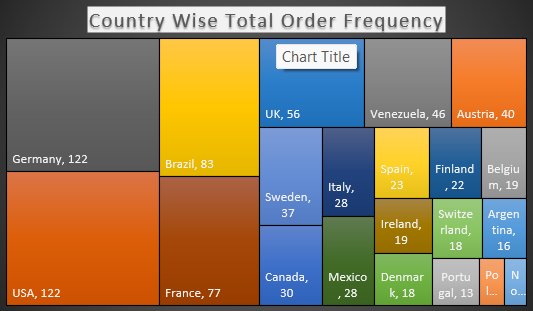 Country Wise Total Order Frequency
Chart Title
Germany, 122
USA, 122
Brazil, 83
France, 77
UK, 56
Venezuela, 46
Austria, 40
Sweden,
37
Canada,
30
Italy,
28
Mexico,
28
Spain,
23
Finland
, 22
Belgiu
m, 19
Ireland,
19
Switze
rland,
18
Argen
tina,
16
Denmar
k, 18
Portu
gal, 13
Pol
...
No
...